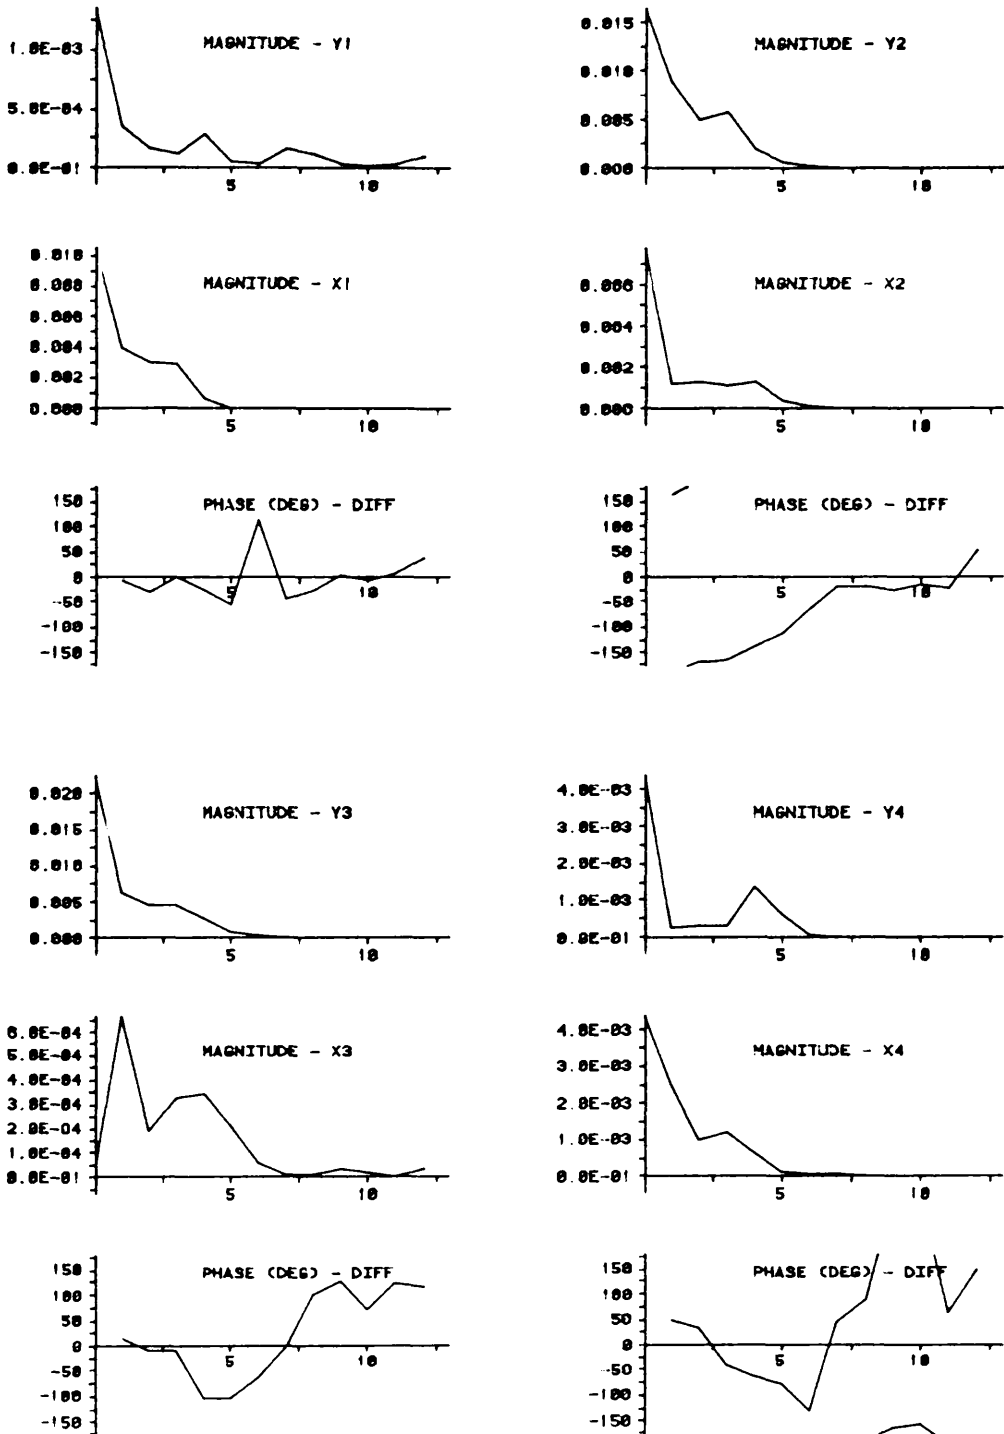 MAGNITUDE - Y1
1.0E-03
5.0E-04
0.0E-01
5
10
MAGNITUDE - Y2
0.015
0.010
0.005
0.000
5
10
MAGNITUDE - X1
0.010
0.008
0.006
0.004
0.002
0.000
5
10
MAGNITUDE - X2
0.006
0.004
0.002
0.000
5
10
PHASE (DEG) - DIFF
150
100
50
0
-50
-100
-150
5
10
PHASE (DEG) - DIFF
150
100
50
0
-50
-100
-150
5
10
MAGNITUDE - Y3
0.020
0.015
0.010
0.005
0.000
5
10
MAGNITUDE - Y4
4.0E-03
3.0E-03
2.0E-03
1.0E-03
0.0E-01
5
10
MAGNITUDE - X3
6.0E-04
5.0E-04
4.0E-04
3.0E-04
2.0E-04
1.0E-04
0.0E-01
5
10
MAGNITUDE - X4
4.0E-03
3.0E-03
2.0E-03
1.0E-03
0.0E-01
5
10
PHASE (DEG) - DIFF
150
100
50
0
-50
-100
-150
5
10
PHASE (DEG) - DIFF
150
100
50
0
-50
-100
-150
5
10